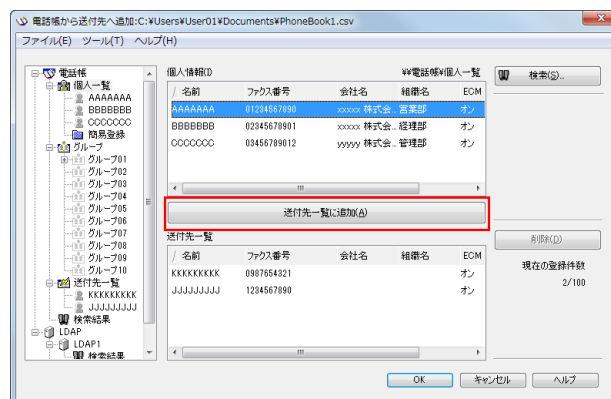 電話帳から送付先へ追加:C:¥Users¥User01¥Documents¥PhoneBook1.csv
ファイル(E) ツール(T) ヘルプ(H)
電話帳
個人一覧
AAAAAAA
BBBBBBB
CCCCCCC
簡易登録
グループ
グループ01
グループ02
グループ03
グループ04
グループ05
グループ06
グループ07
グループ08
グループ09
グループ10
送付先一覧
KKKKKKKK
JJJJJJJJJ
検索結果
LDAP
LDAP1
検索結果
個人情報(I) ¥¥電話帳¥個人一覧
/ 名前 ファクス番号 会社名 組織名 ECM
AAAAAAA 01234567890 xxxxx 株式会... 営業部 オン
BBBBBBB 02345678901 xxxxx 株式会... 経理部 オン
CCCCCCC 03456789012 yyyyy 株式会... 管理部 オン
送付先一覧に追加(A)
送付先一覧
/ 名前 ファクス番号 会社名 組織名 ECM
KKKKKKKKK 0987654321 オン
JJJJJJJJJ 1234567890 オン
検索(S)...
削除(D)
現在の登録件数
2/100
OK キャンセル ヘルプ